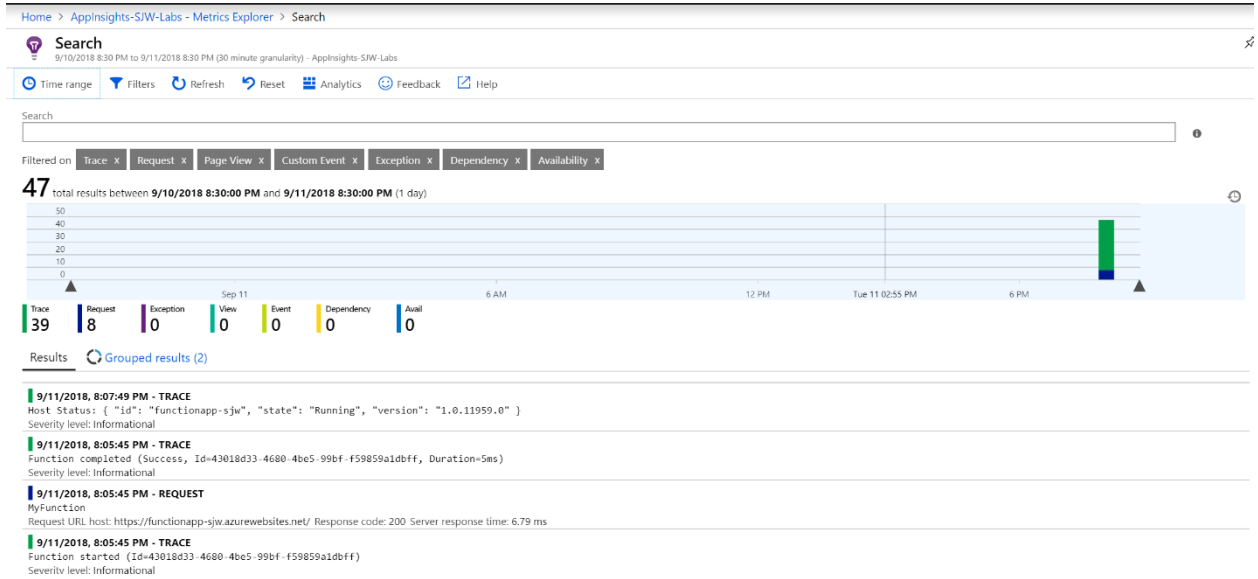 Home > AppInsights-SJW-Labs - Metrics Explorer > Search
Search
9/10/2018 8:30 PM to 9/11/2018 8:30 PM (30 minute granularity) - AppInsights-SJW-Labs
Time range Filters Refresh Reset Analytics Feedback Help
Search
Filtered on Trace x Request x Page View x Custom Event x Exception x Dependency x Availability x
47 total results between 9/10/2018 8:30:00 PM and 9/11/2018 8:30:00 PM (1 day)
50
40
30
20
10
0
Sep 11 6 AM 12 PM Tue 11 02:55 PM 6 PM
Trace Request Exception View Event Dependency Avail
39 8 0 0 0 0 0
Results Grouped results (2)
9/11/2018, 8:07:49 PM - TRACE
Host Status: { "id": "functionapp-sjw", "state": "Running", "version": "1.0.11959.0" }
Severity level: Informational
9/11/2018, 8:05:45 PM - TRACE
Function completed (Success, Id=43018d33-4680-4be5-99bf-f59859a1dbff, Duration=5ms)
Severity level: Informational
9/11/2018, 8:05:45 PM - REQUEST
MyFunction
Request URL host: https://functionapp-sjw.azurewebsites.net/ Response code: 200 Server response time: 6.79 ms
9/11/2018, 8:05:45 PM - TRACE
Function started (Id=43018d33-4680-4be5-99bf-f59859a1dbff)
Severity level: Informational